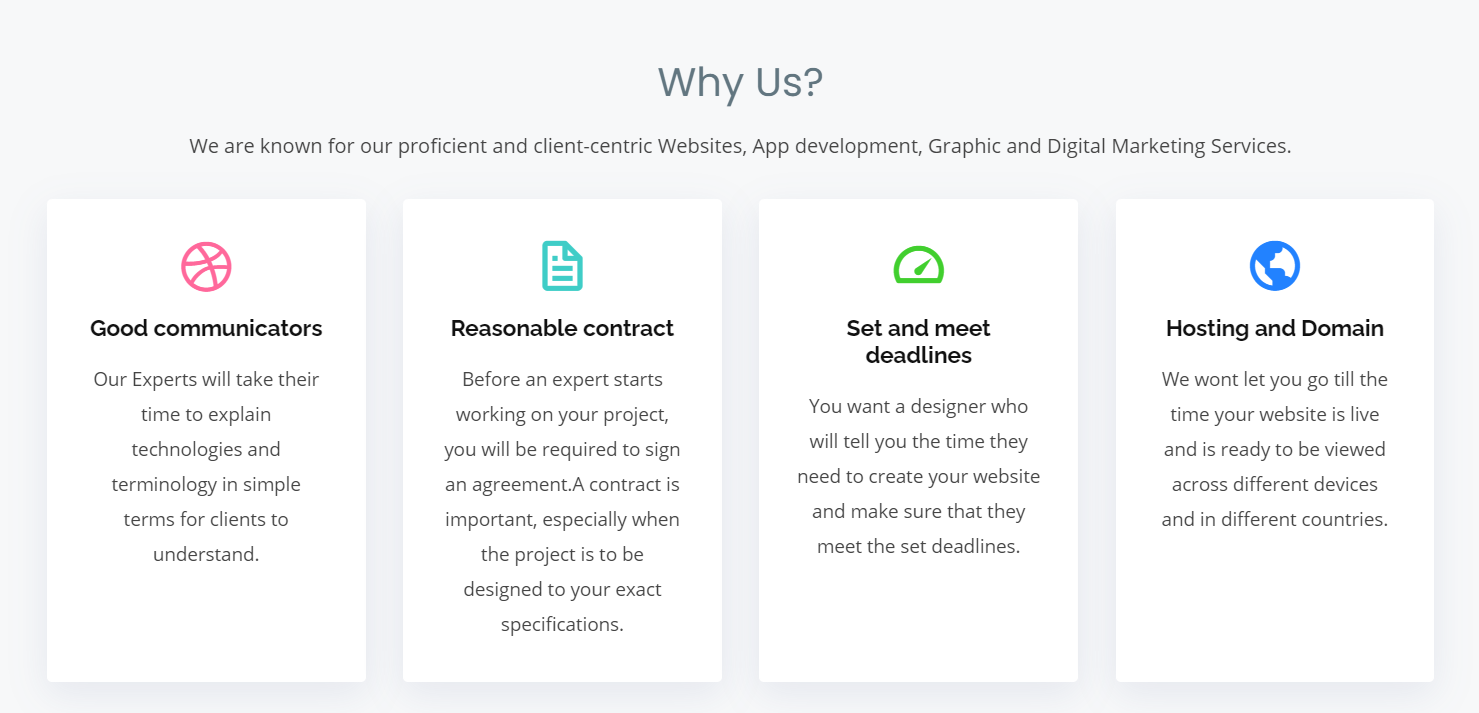 Why Us?
We are known for our proficient and client-centric Websites, App development, Graphic and Digital Marketing Services.
Good communicators
Our Experts will take their
time to explain
technologies and
terminology in simple
terms for clients to
understand.
Reasonable contract
Before an expert starts
working on your project,
you will be required to sign
an agreement.A contract is
important, especially when
the project is to be
designed to your exact
specifications.
Set and meet
deadlines
You want a designer who
will tell you the time they
need to create your website
and make sure that they
meet the set deadlines.
Hosting and Domain
We wont let you go till the
time your website is live
and is ready to be viewed
across different devices
and in different countries.